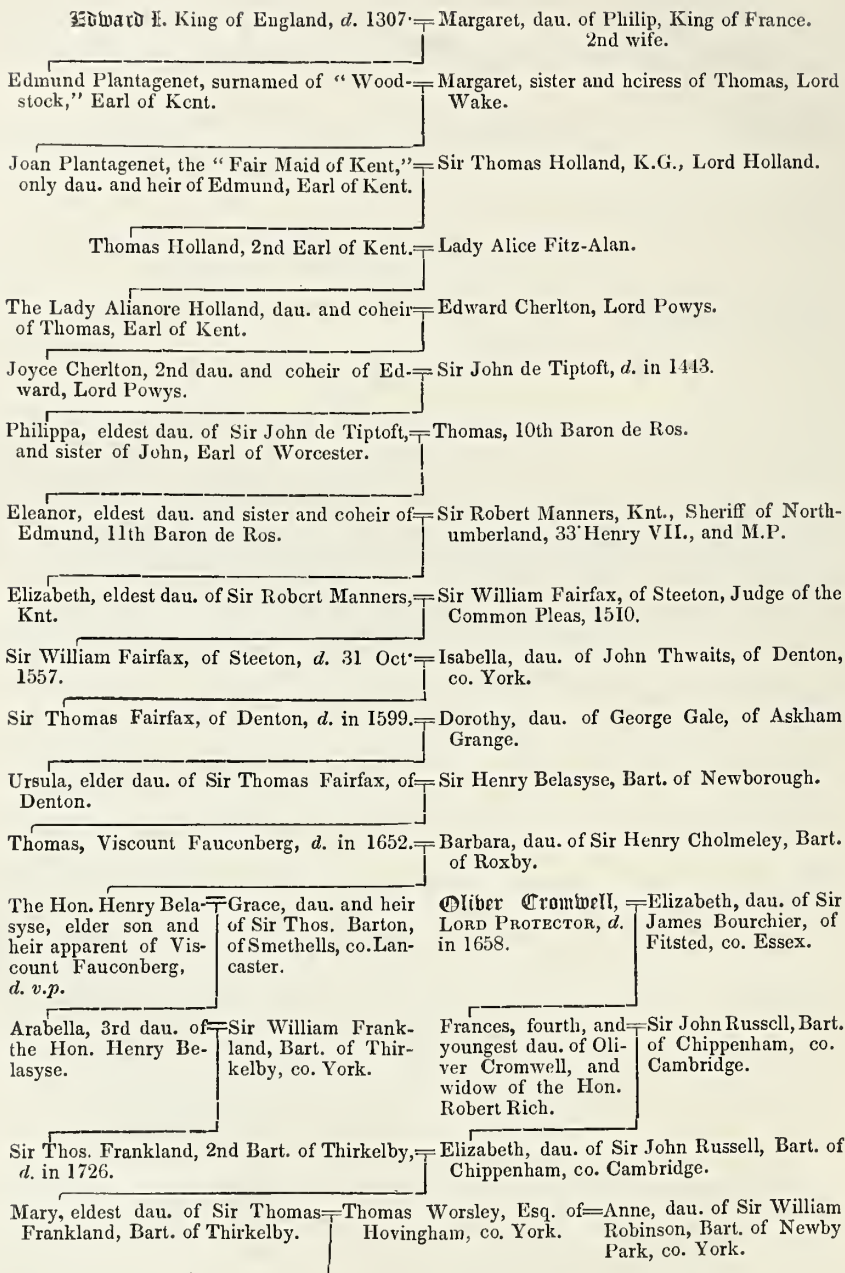 Edward I. King of England, d. 1307. Margaret, dau. of Philip, King of France.
2nd wife.
Edmund Plantagenet, surnamed of "Wood- Margaret, sister and heiress of Thomas, Lord
stock," Earl of Kent. Wake.
Joan Plantagenet, the "Fair Maid of Kent," Sir Thomas Holland, K.G., Lord Holland.
only dau. and heir of Edmund, Earl of Kent.
Thomas Holland, 2nd Earl of Kent. Lady Alice Fitz-Alan.
The Lady Alianore Holland, dau. and coheir Edward Cherlton, Lord Powys.
of Thomas, Earl of Kent.
Joyce Cherlton, 2nd dau. and coheir of Ed- Sir John de Tiptoft, d. in 1443.
ward, Lord Powys.
Philippa, eldest dau. of Sir John de Tiptoft, Thomas, 10th Baron de Ros.
and sister of John, Earl of Worcester.
Eleanor, eldest dau. and sister and coheir of Sir Robert Manners, Knt., Sheriff of North-
Edmund, 11th Baron de Ros. umberland, 33 Henry VII., and M.P.
Elizabeth, eldest dau. of Sir Robert Manners, Sir William Fairfax, of Steeton, Judge of the
Knt. Common Pleas, 1510.
Sir William Fairfax, of Steeton, d. 31 Oct. Isabella, dau. of John Thwaits, of Denton,
1557. co. York.
Sir Thomas Fairfax, of Denton, d. in 1599. Dorothy, dau. of George Gale, of Askham
Grange.
Ursula, elder dau. of Sir Thomas Fairfax, of Sir Henry Belasyse, Bart. of Newborough.
Denton.
Thomas, Viscount Fauconberg, d. in 1652. Barbara, dau. of Sir Henry Cholmeley, Bart.
of Roxby.
The Hon. Henry Bela- Grace, dau. and heir Oliver Cromwell, Elizabeth, dau. of Sir
syse, elder son and of Sir Thos. Barton, LORD PROTECTOR, d. James Bourchier, of
heir apparent of Vis- of Smethells, co. Lan- in 1658. Fitsted, co. Essex.
count Fauconberg, caster.
d. v.p.
Arabella, 3rd dau. of Sir William Frank- Frances, fourth, and Sir John Russell, Bart.
the Hon. Henry Be- land, Bart. of Thir- youngest dau. of Oli- of Chippenham, co.
lasyse. kelby, co. York. ver Cromwell, and Cambridge.
widow of the Hon.
Robert Rich.
Sir Thos. Frankland, 2nd Bart. of Thirkelby, Elizabeth, dau. of Sir John Russell, Bart. of
d. in 1726. Chippenham, co. Cambridge.
Mary, eldest dau. of Sir Thomas Thomas Worsley, Esq. of Anne, dau. of Sir William
Frankland, Bart. of Thirkelby. Hovingham, co. York. Robinson, Bart. of Newby
Park, co. York.